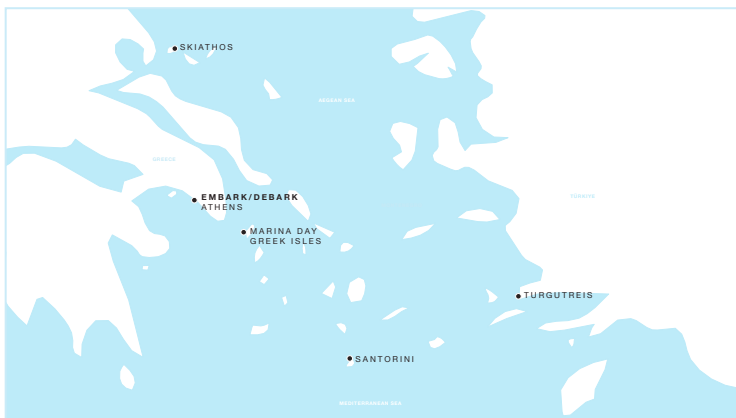 SKIATHOS
AEGEAN SEA
GREECE
TÜRKIYE
EMBARK/DEBARK
ATHENS
MARINA DAY
GREEK ISLES
TURGUTREIS
SANTORINI
MEDITERRANEAN SEA